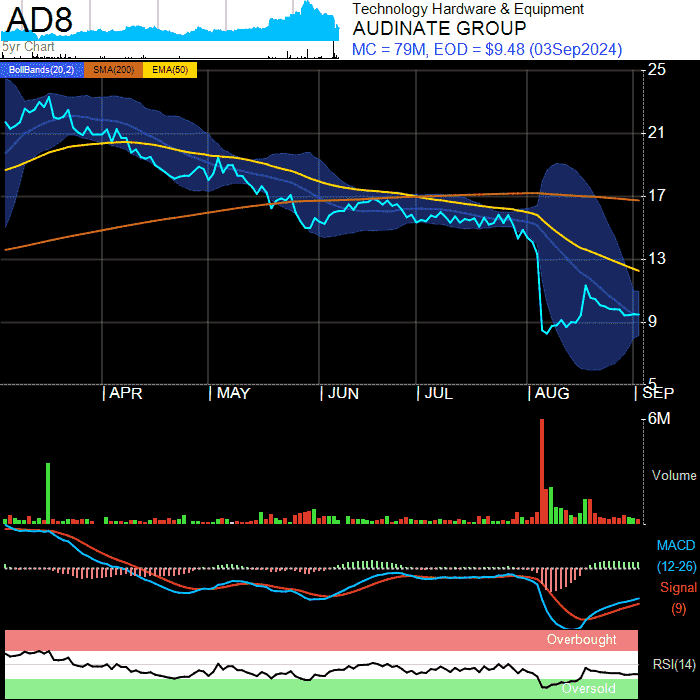 AD8
5yr Chart
Technology Hardware & Equipment
AUDINATE GROUP
MC = 79M, EOD = $9.48 (03Sep2024)
BollBands(20,2) SMA(200) EMA(50)
25
21
17
13
9
5
APR MAY JUN JUL AUG SEP
6M
Volume
MACD
(12-26)
Signal
(9)
Overbought
RSI(14)
Oversold